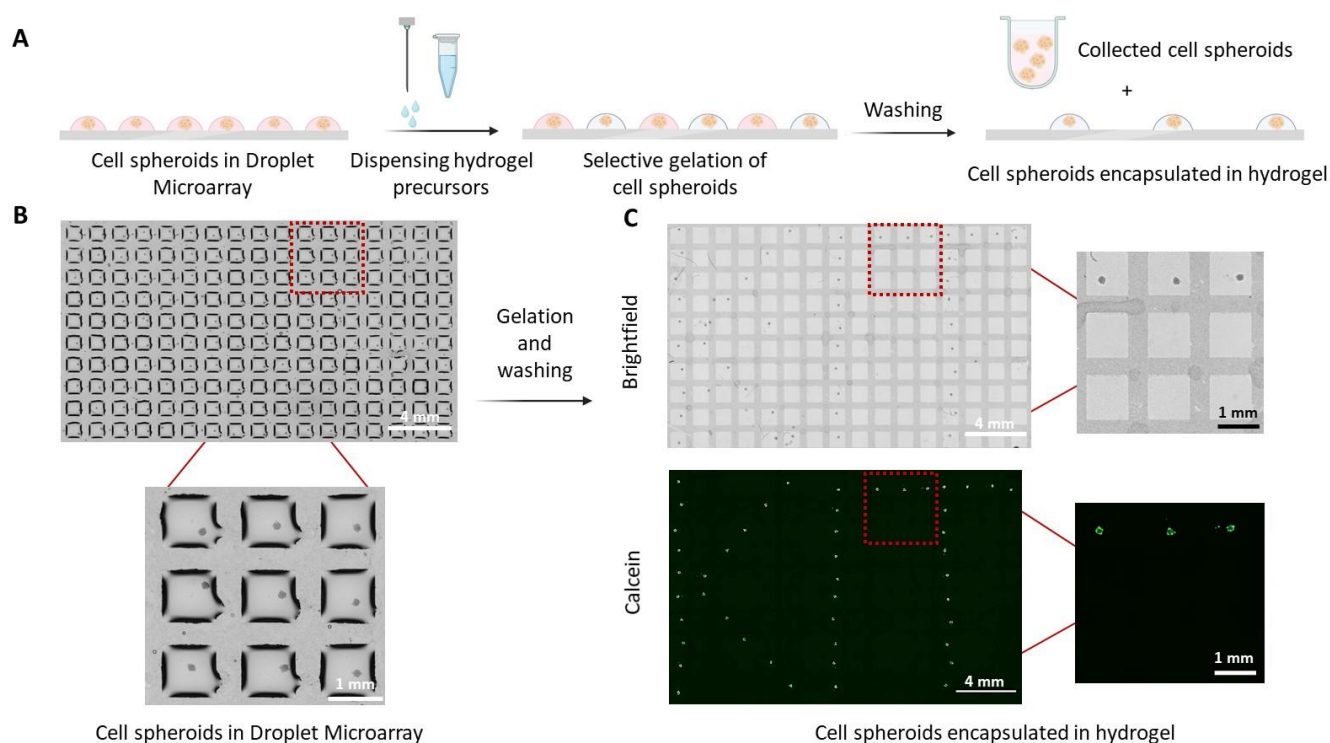 A
Collected cell spheroids
+
Washing
Cell spheroids in Droplet
Microarray
Dispensing hydrogel
precursors
Selective gelation of
cell spheroids
Cell spheroids encapsulated in hydrogel
B
4 mm
Gelation
and
washing
1 mm
Cell spheroids in Droplet Microarray
C
Brightfield
4 mm
1 mm
Calcein
4 mm
1 mm
Cell spheroids encapsulated in hydrogel